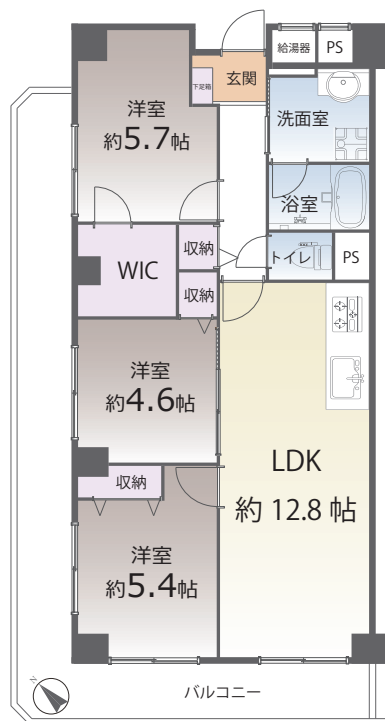 給湯器
PS
玄関
下足箱
洋室
約5.7帖
洗面室
浴室
収納
トイレ
PS
WIC
収納
洋室
約4.6帖
LDK
約 12.8 帖
収納
洋室
約5.4帖
バルコニー